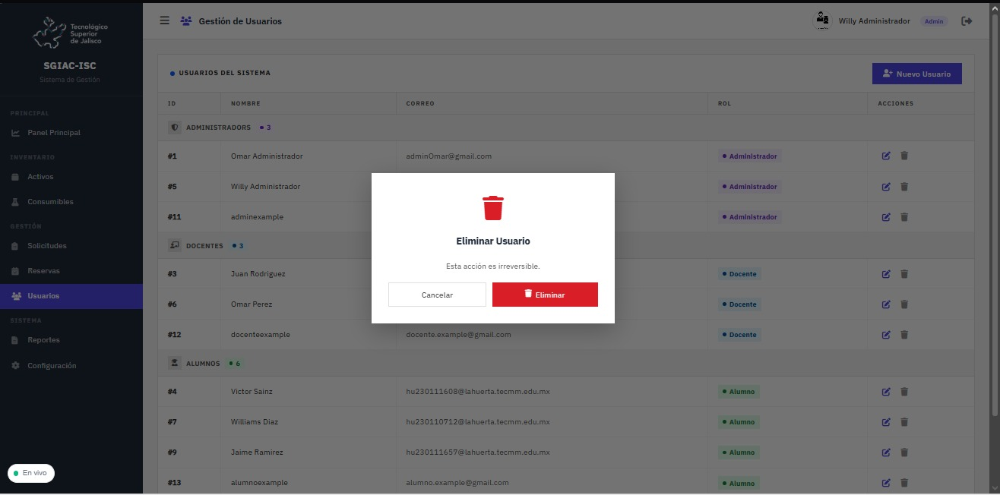 Tecnológico
Superior
de Jalisco
SGIAC-ISC
Sistema de Gestión
PRINCIPAL
Panel Principal
INVENTARIO
Activos
Consumibles
GESTIÓN
Solicitudes
Reservas
Usuarios
SISTEMA
Reportes
Configuración
En vivo
Gestión de Usuarios
Willy Administrador Admin
USUARIOS DEL SISTEMA
Nuevo Usuario
ID NOMBRE CORREO ROL ACCIONES
ADMINISTRADORS 3
#1 Omar Administrador adminOmar@gmail.com Administrador
#5 Willy Administrador Administrador
#11 adminexample Administrador
DOCENTES 3
#3 Juan Rodriguez Docente
#6 Omar Perez Docente
#12 docenteexample docente.example@gmail.com Docente
ALUMNOS 6
#4 Victor Sainz hu230111608@lahuerta.tecmm.edu.mx Alumno
#7 Williams Diaz hu230110712@lahuerta.tecmm.edu.mx Alumno
#9 Jaime Ramirez hu230111657@lahuerta.tecmm.edu.mx Alumno
#13 alumnoexample alumno.example@gmail.com Alumno
Eliminar Usuario
Esta acción es irreversible.
Cancelar Eliminar